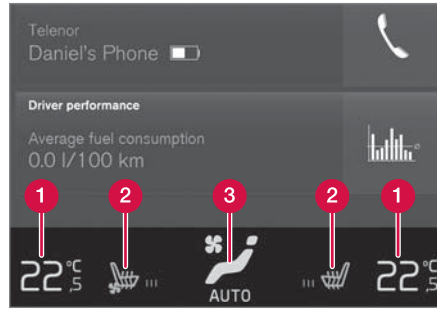 Telenor
Daniel's Phone
Driver performance
Average fuel consumption
0.0 l/100 km
1 2 3 2 1
22 °C ,5 22 °C ,5
AUTO